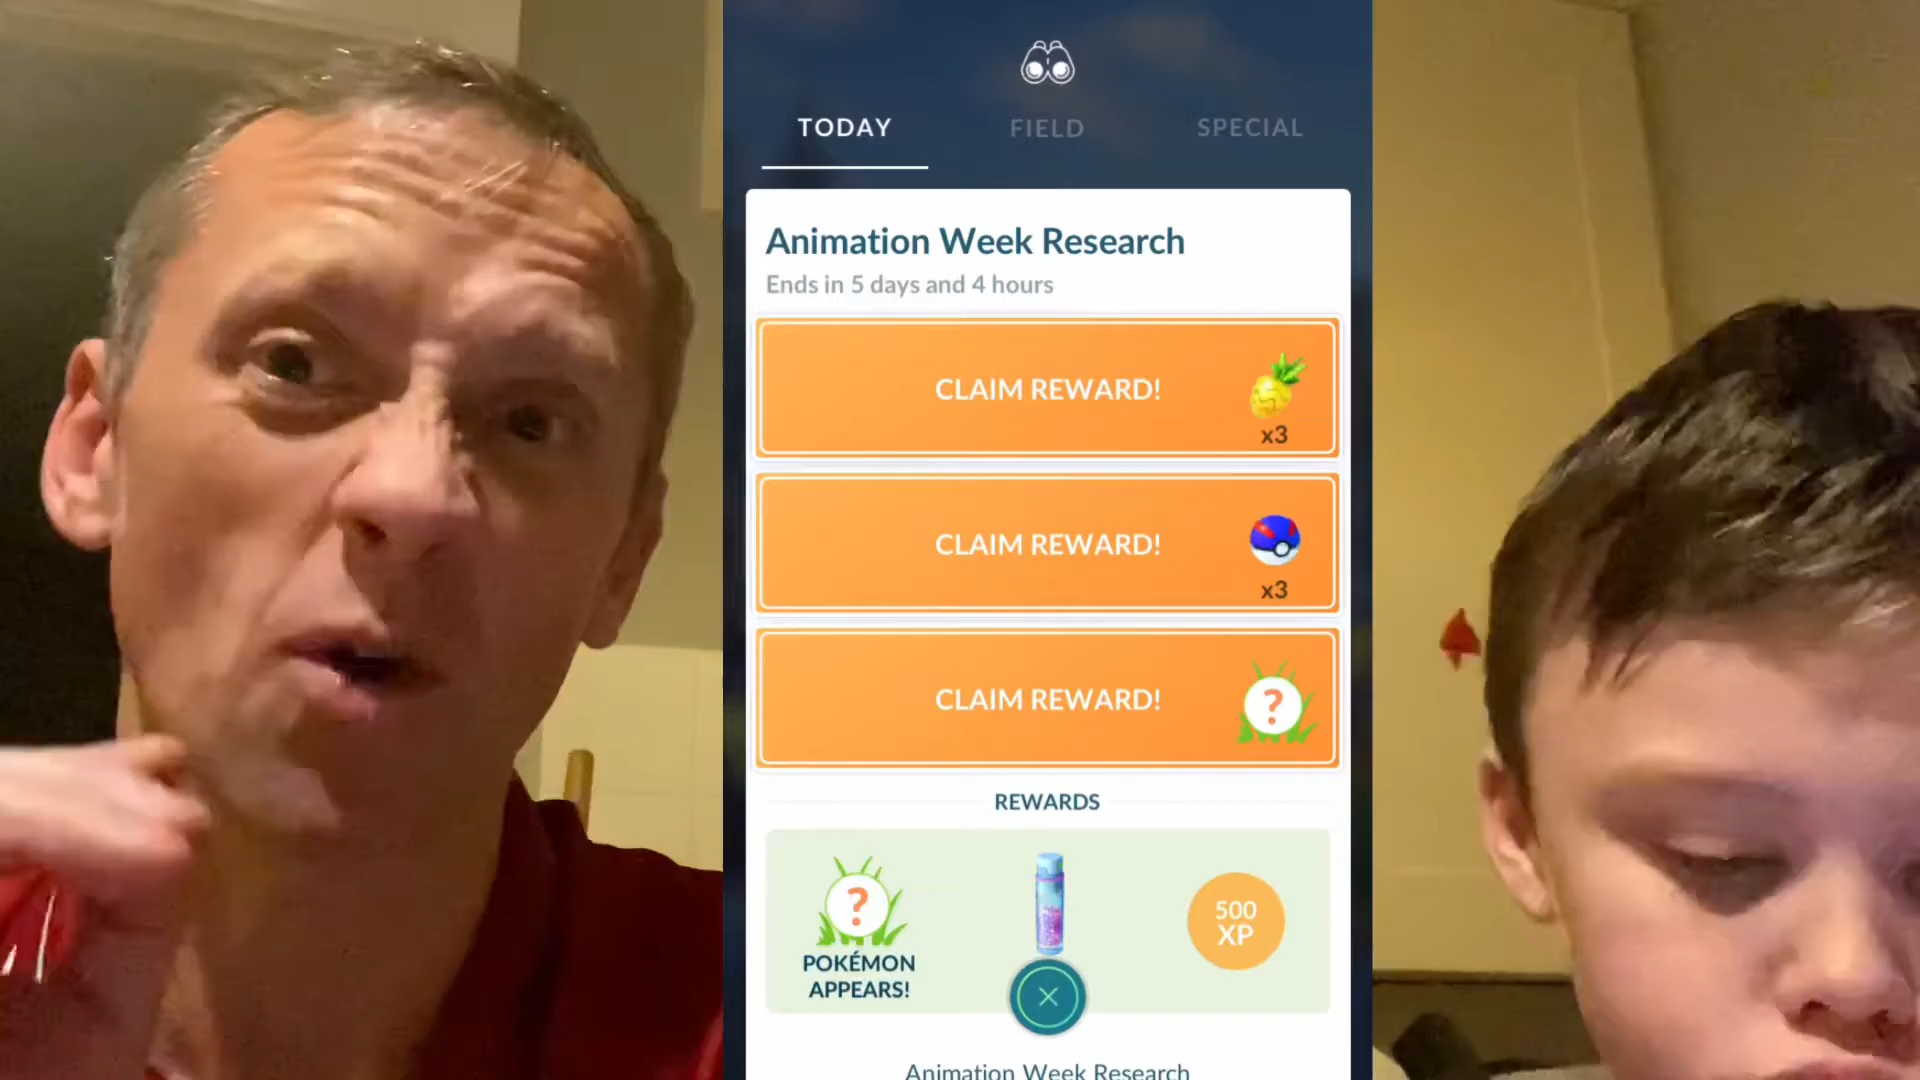 TODAY
FIELD
SPECIAL
Animation Week Research
Ends in 5 days and 4 hours
CLAIM REWARD!
x3
CLAIM REWARD!
x3
CLAIM REWARD!
?
REWARDS
?
POKÉMON
APPEARS!
500
XP
Animation Week Research